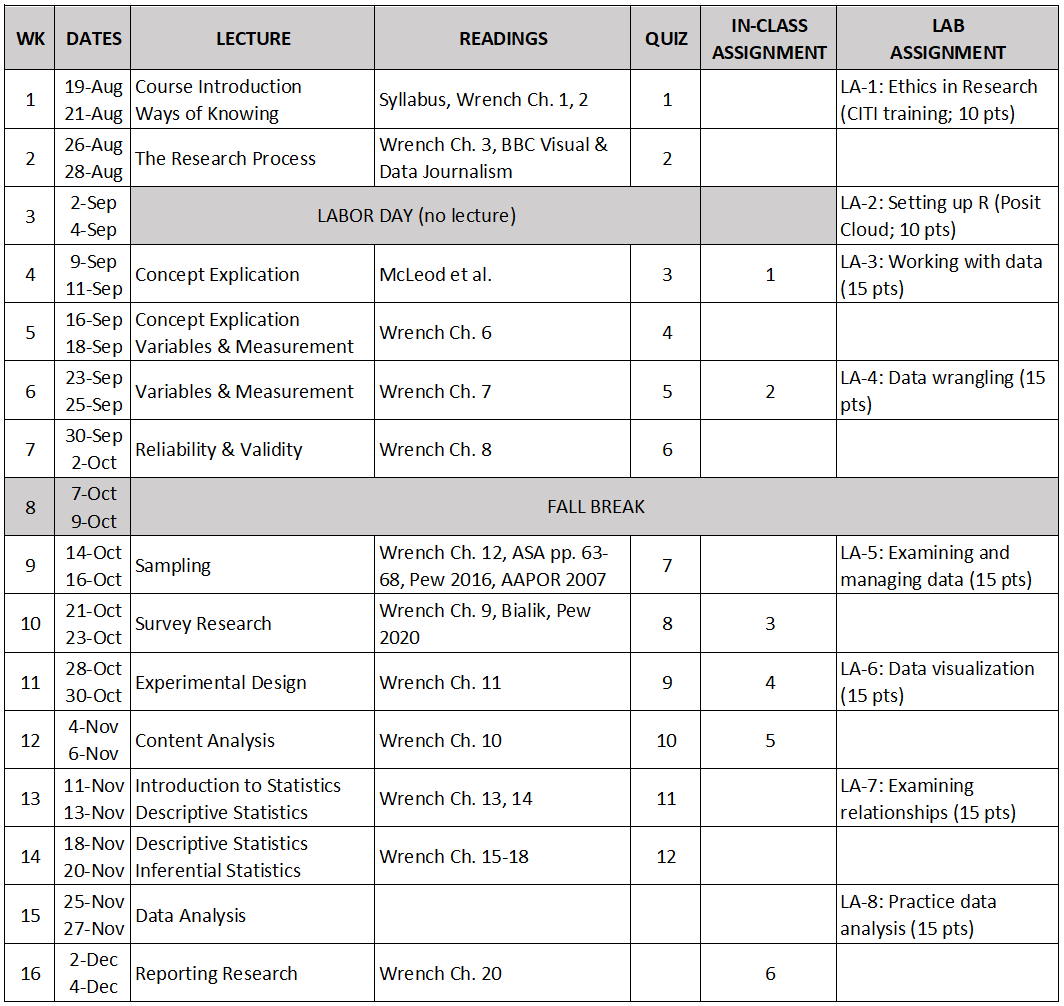 WK DATES LECTURE READINGS QUIZ IN-CLASS ASSIGNMENT LAB ASSIGNMENT
1 19-Aug Course Introduction Syllabus, Wrench Ch. 1, 2 1 LA-1: Ethics in Research
21-Aug Ways of Knowing (CITI training; 10 pts)
2 26-Aug The Research Process Wrench Ch. 3, BBC Visual & 2
28-Aug Data Journalism
3 2-Sep LABOR DAY (no lecture) LA-2: Setting up R (Posit
4-Sep Cloud; 10 pts)
4 9-Sep Concept Explication McLeod et al. 3 1 LA-3: Working with data
11-Sep (15 pts)
5 16-Sep Concept Explication Wrench Ch. 6 4
18-Sep Variables & Measurement
6 23-Sep Variables & Measurement Wrench Ch. 7 5 2 LA-4: Data wrangling (15
25-Sep pts)
7 30-Sep Reliability & Validity Wrench Ch. 8 6
2-Oct
8 7-Oct FALL BREAK
9-Oct
9 14-Oct Sampling Wrench Ch. 12, ASA pp. 63- 7 LA-5: Examining and
16-Oct 68, Pew 2016, AAPOR 2007 managing data (15 pts)
10 21-Oct Survey Research Wrench Ch. 9, Bialik, Pew 8 3
23-Oct 2020
11 28-Oct Experimental Design Wrench Ch. 11 9 4 LA-6: Data visualization
30-Oct (15 pts)
12 4-Nov Content Analysis Wrench Ch. 10 10 5
6-Nov
13 11-Nov Introduction to Statistics Wrench Ch. 13, 14 11 LA-7: Examining
13-Nov Descriptive Statistics relationships (15 pts)
14 18-Nov Descriptive Statistics Wrench Ch. 15-18 12
20-Nov Inferential Statistics
15 25-Nov Data Analysis LA-8: Practice data
27-Nov analysis (15 pts)
16 2-Dec Reporting Research Wrench Ch. 20 6
4-Dec